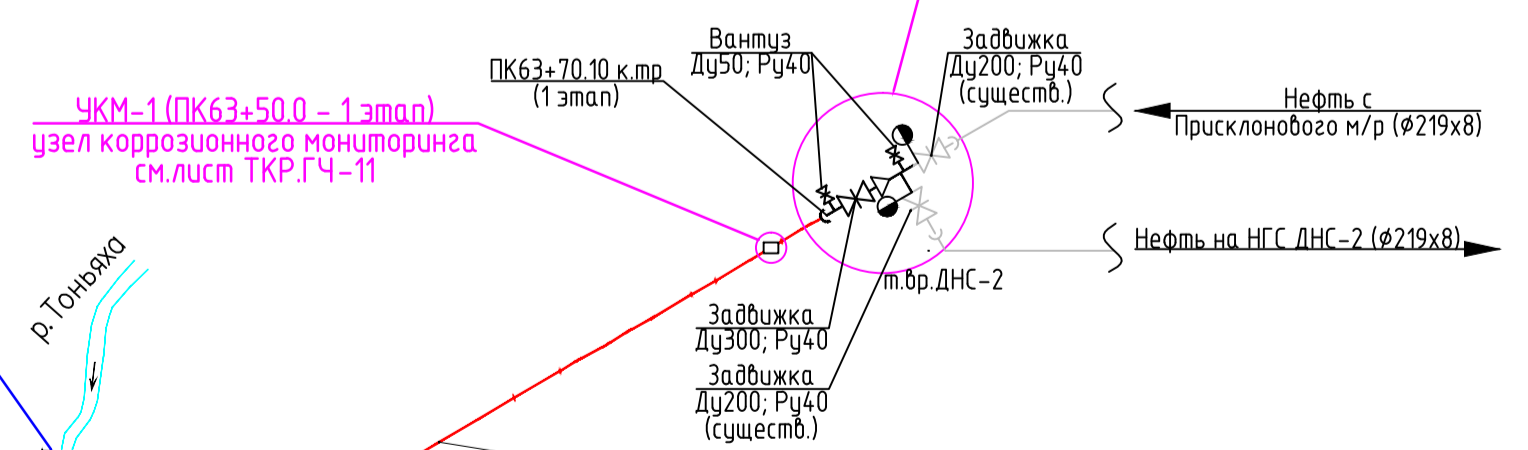 Вантуз
Ду50; Ру40
Задвижка
Ду200; Ру40
(существ.)
ПК63+70.10 к.тр
(1 этап)
УКМ-1 (ПК63+50.0 - 1 этап)
узел коррозионного мониторинга
см.лист ТКР.ГЧ-11
Нефть с
Присклонового м/р (Ø219х8)
Нефть на НГС ДНС-2 (Ø219х8)
р. Тоньяха
т.вр.ДНС-2
Задвижка
Ду300; Ру40
Задвижка
Ду200; Ру40
(существ.)